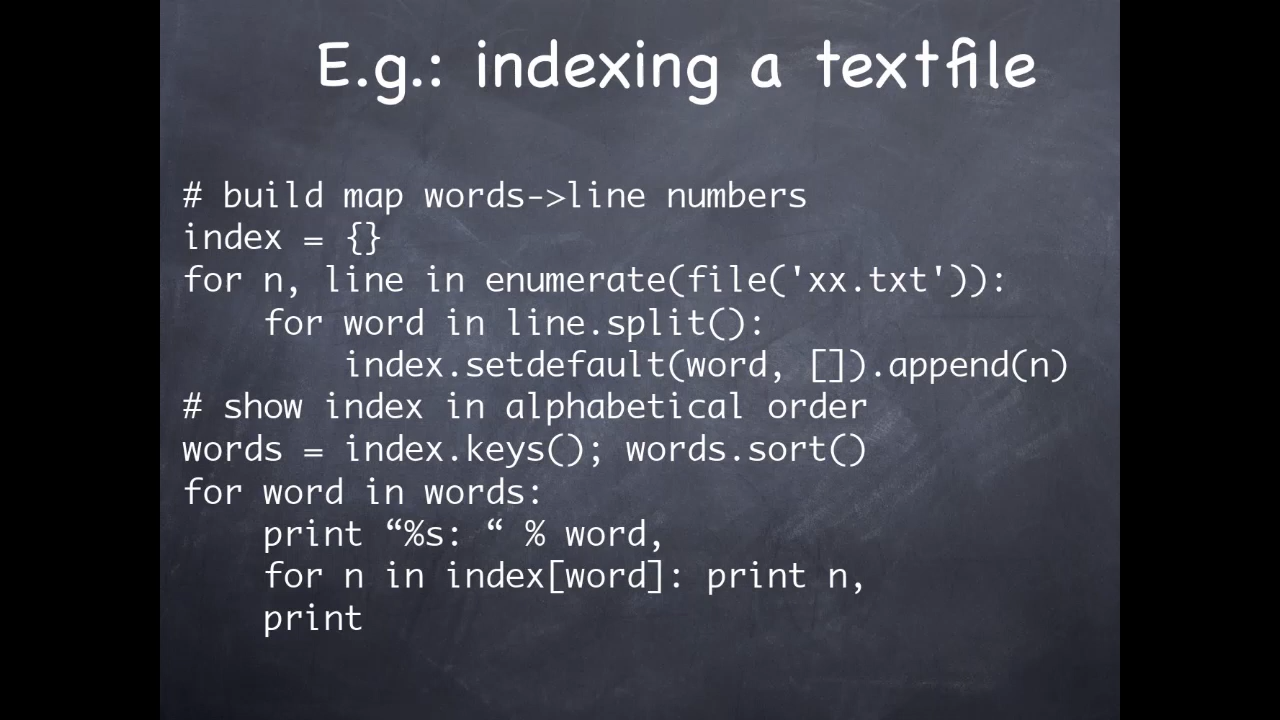 E.g.: indexing a textfile
# build map words->line numbers
index = {}
for n, line in enumerate(file('xx.txt')):
    for word in line.split():
        index.setdefault(word, []).append(n)
# show index in alphabetical order
words = index.keys(); words.sort()
for word in words:
    print “%s: “ % word,
    for n in index[word]: print n,
    print